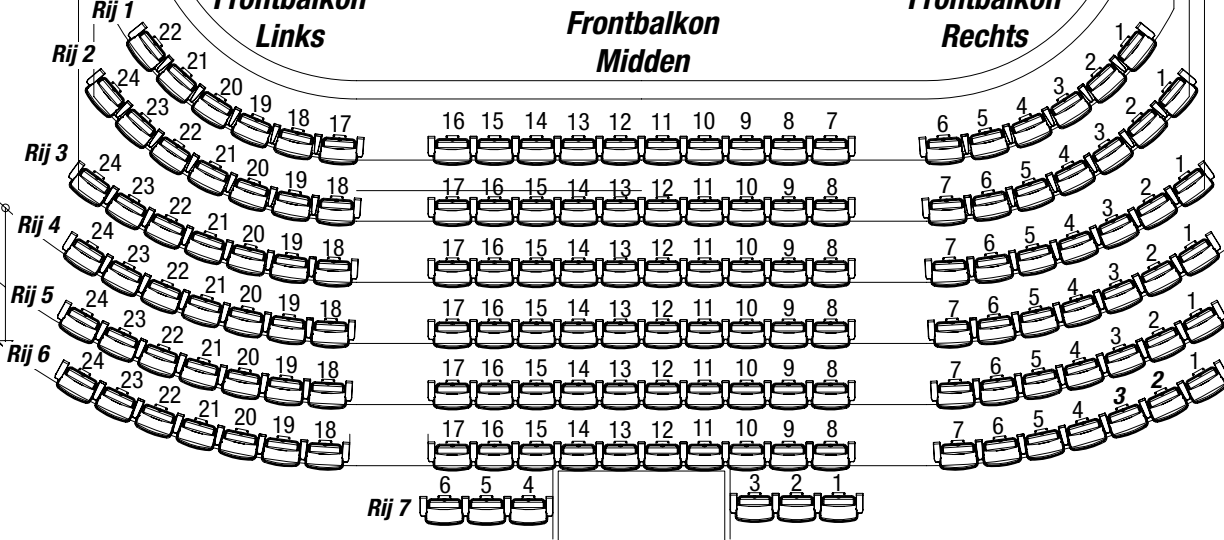 Frontbalkon
Links
Frontbalkon
Midden
Frontbalkon
Rechts
Rij 1
22 21 20 19 18 17 16 15 14 13 12 11 10 9 8 7 6 5 4 3 2 1
Rij 2
24 23 22 21 20 19 18 17 16 15 14 13 12 11 10 9 8 7 6 5 4 3 2 1
Rij 3
24 23 22 21 20 19 18 17 16 15 14 13 12 11 10 9 8 7 6 5 4 3 2 1
Rij 4
24 23 22 21 20 19 18 17 16 15 14 13 12 11 10 9 8 7 6 5 4 3 2 1
Rij 5
24 23 22 21 20 19 18 17 16 15 14 13 12 11 10 9 8 7 6 5 4 3 2 1
Rij 6
24 23 22 21 20 19 18 17 16 15 14 13 12 11 10 9 8 7 6 5 4 3 2 1
Rij 7
6 5 4 3 2 1